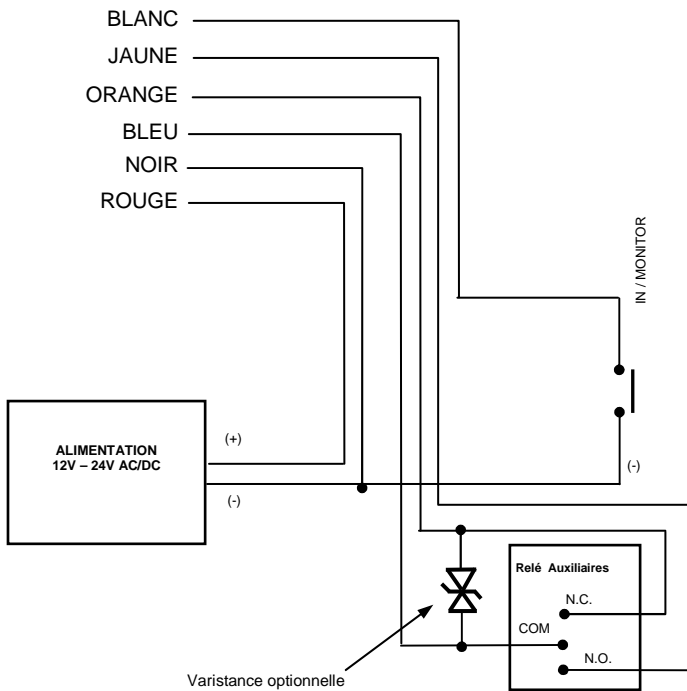 BLANC
JAUNE
ORANGE
BLEU
NOIR
ROUGE
IN / MONITOR
ALIMENTATION
12V – 24V AC/DC
(+)
(-)
(-)
Relé Auxiliaires
N.C.
COM
N.O.
Varistance optionnelle